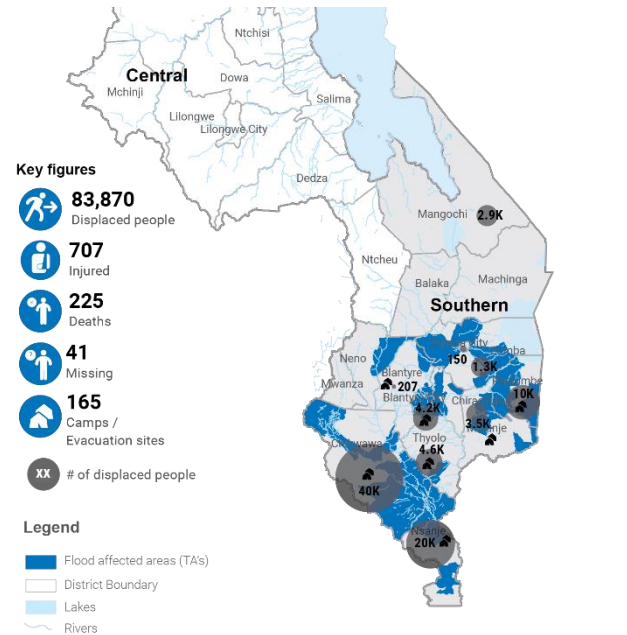 Ntchisi
Central
Dowa
Mchinji
Salima
Lilongwe
Lilongwe City
Key figures
Dedza
83,870
Displaced people
Mangochi
2.9K
707
Injured
Ntcheu
Balaka
Machinga
225
Deaths
Southern
41
Missing
Neno
150
1.3K
Blantyre
Mwanza
207
165
Camps /
Evacuation sites
10K
4.2K
3.5K
Thyolo
4.6K
XX
# of displaced people
40K
Legend
Nsanje
20K
Flood affected areas (TA's)
District Boundary
Lakes
Rivers